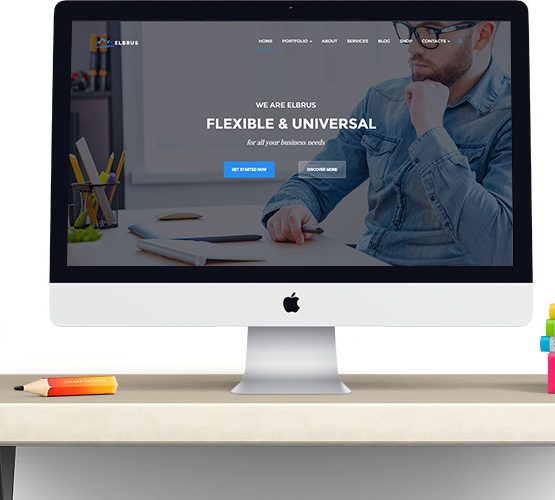 ELBRUS
HOME PORTFOLIO ABOUT SERVICES BLOG SHOP CONTACTS
WE ARE ELBRUS
FLEXIBLE & UNIVERSAL
for all your business needs
GET STARTED NOW DISCOVER MORE